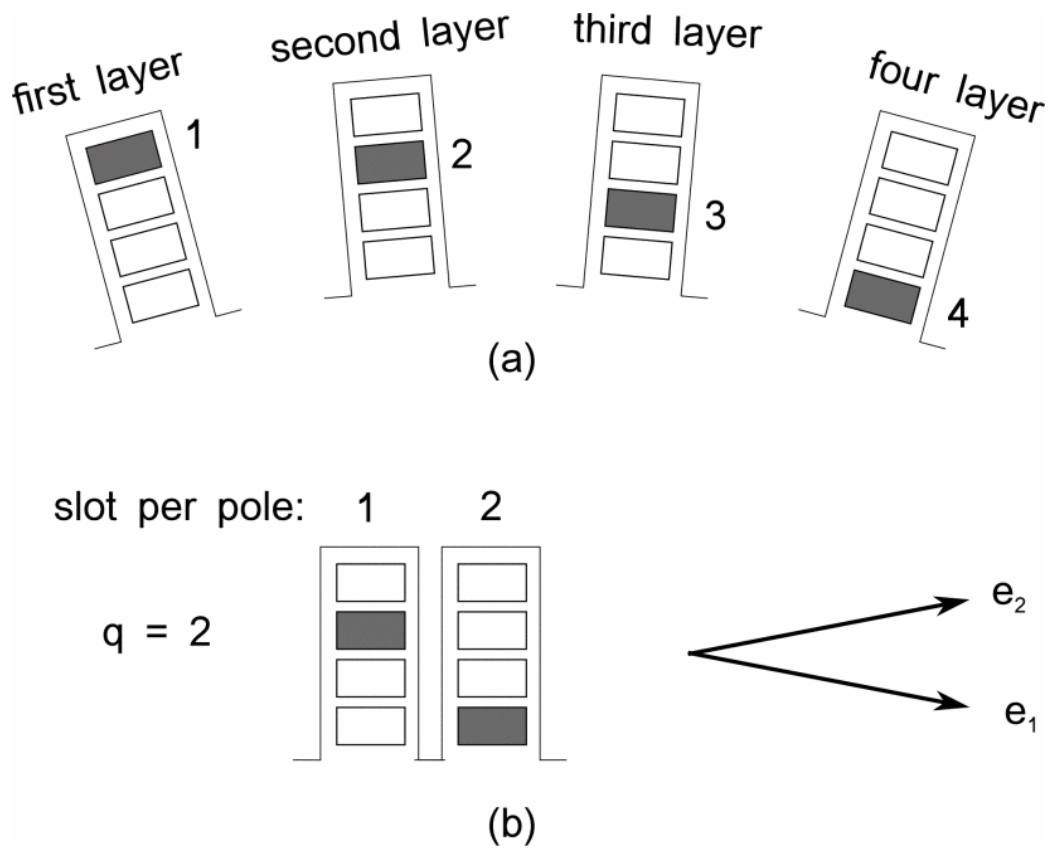 first layer second layer third layer four layer
1 2 3 4
(a)
slot per pole: 1 2
q = 2
e₂
e₁
(b)